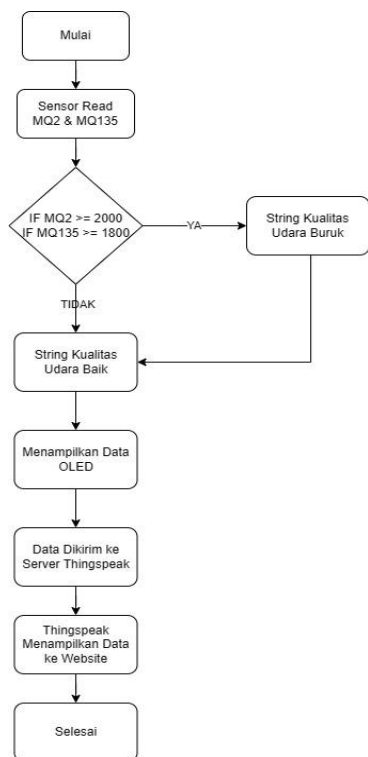 Mulai
Sensor Read
MQ2 & MQ135
IF MQ2 >= 2000
IF MQ135 >= 1800
YA
String Kualitas
Udara Buruk
TIDAK
String Kualitas
Udara Baik
Menampilkan Data
OLED
Data Dikirim ke
Server Thingspeak
Thingspeak
Menampilkan Data
ke Website
Selesai